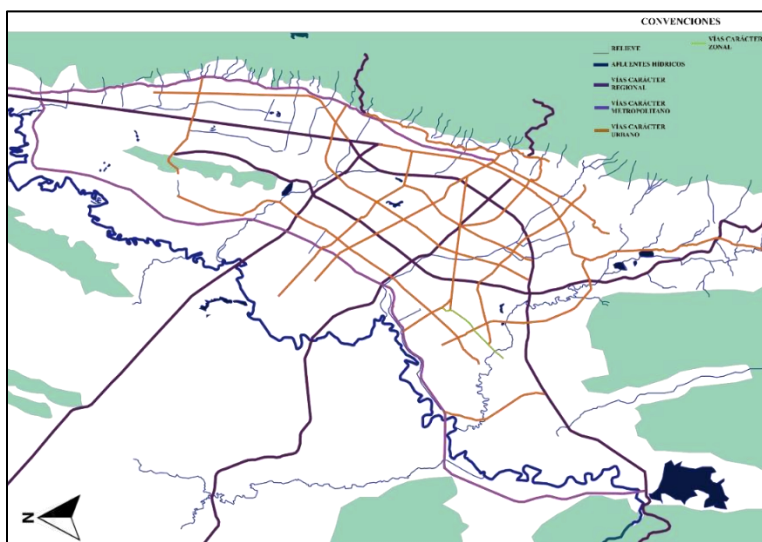 CONVENCIONES
RELIEVE
AFLUENTES HÍDRICOS
VÍAS CARÁCTER
REGIONAL
VÍAS CARÁCTER
METROPOLITANO
VÍAS CARÁCTER
URBANO
VÍAS CARÁCTER
ZONAL
N